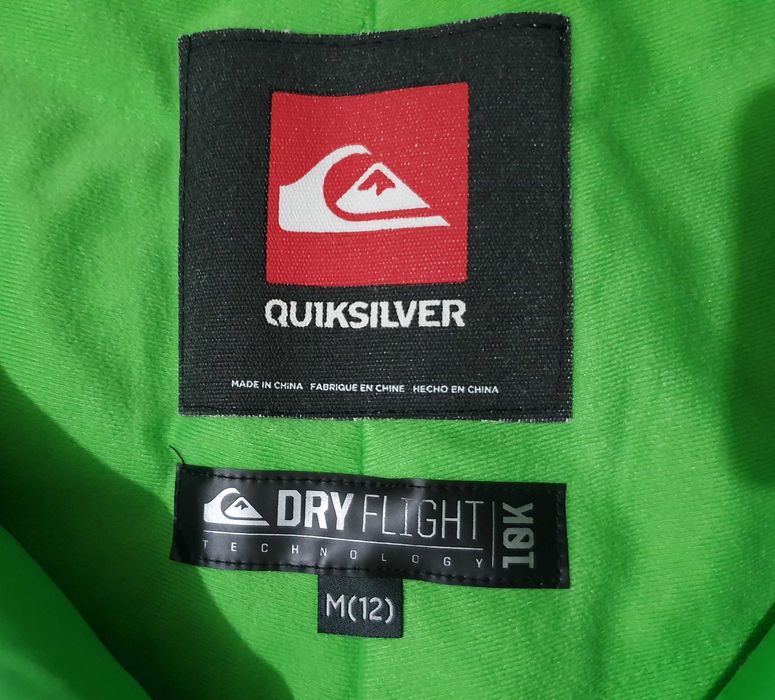 QUIKSILVER
MADE IN CHINA FABRIQUE EN CHINE HECHO EN CHINA
DRY FLIGHT 10K
TECHNOLOGY
M(12)